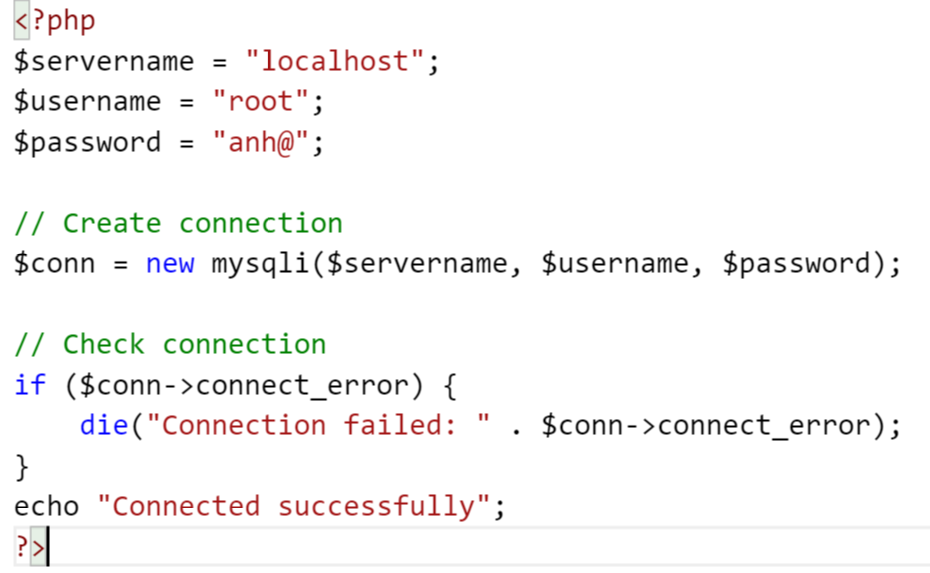 <?php
$servername = "localhost";
$username = "root";
$password = "anh@";
// Create connection
$conn = new mysqli($servername, $username, $password);
// Check connection
if ($conn->connect_error) {
    die("Connection failed: " . $conn->connect_error);
}
echo "Connected successfully";
?>